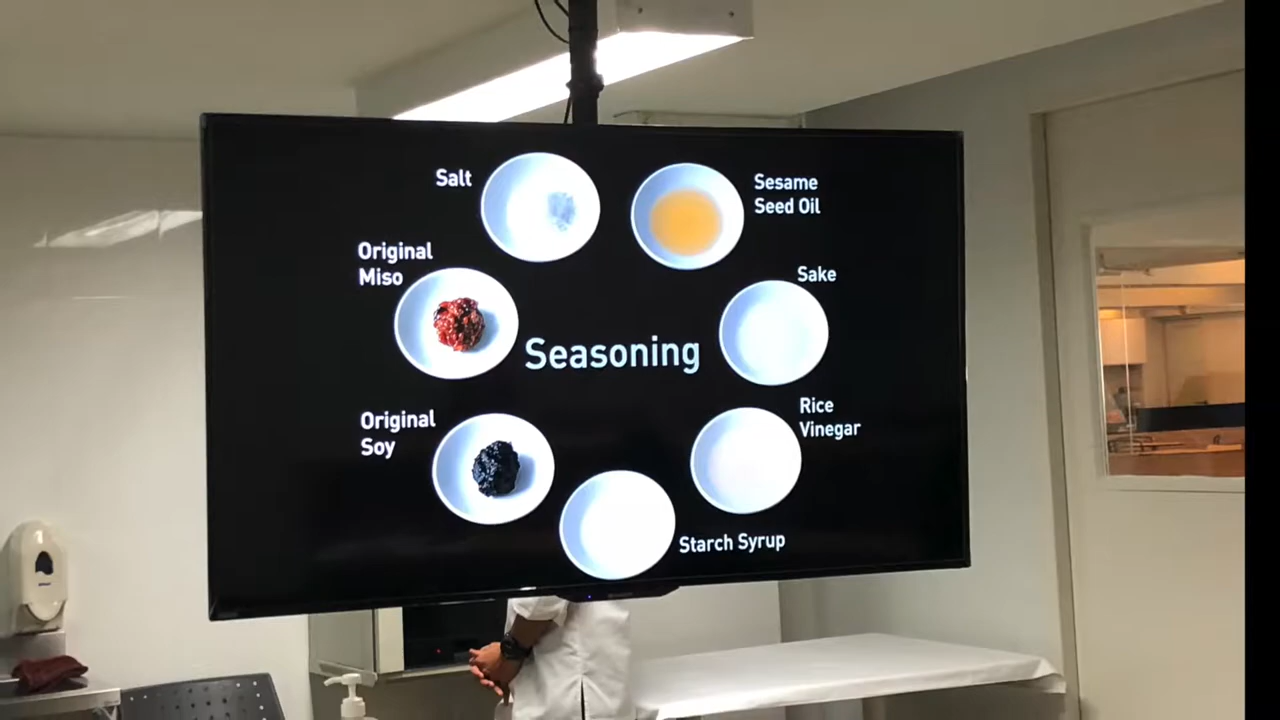 Salt
Sesame
Seed Oil
Original
Miso
Sake
Seasoning
Rice
Vinegar
Original
Soy
Starch Syrup